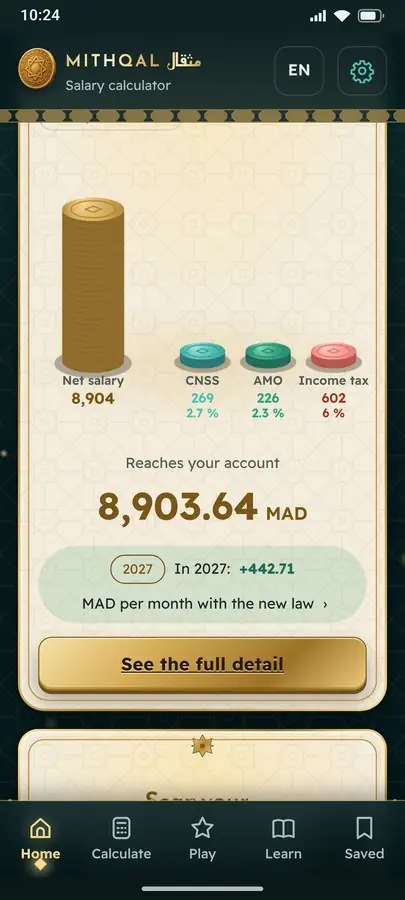 10:24
MITHQAL مثقال
Salary calculator
EN
Net salary
8,904
CNSS
269
2.7 %
AMO
226
2.3 %
Income tax
602
6 %
Reaches your account
8,903.64 MAD
2027 In 2027: +442.71
MAD per month with the new law ›
See the full detail
Scan your
Home
Calculate
Play
Learn
Saved